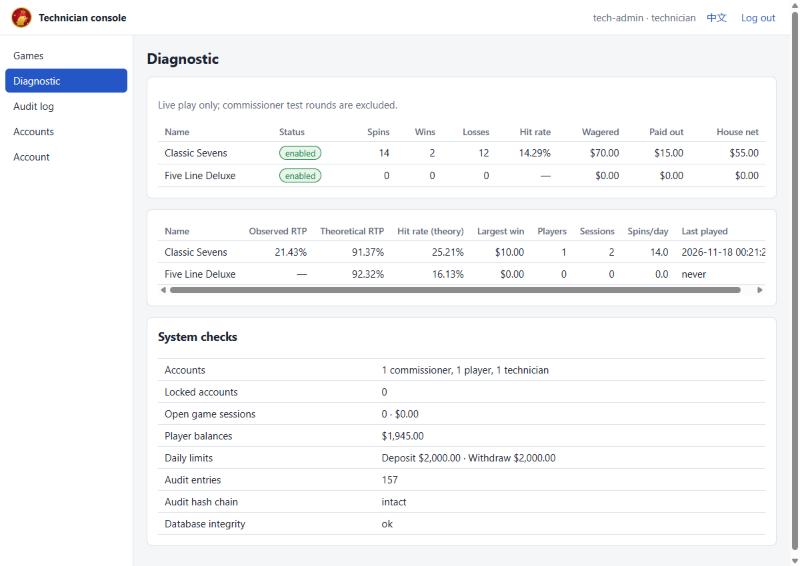 Technician console
tech-admin · technician 中文 Log out
Games
Diagnostic
Audit log
Accounts
Account
Diagnostic
Live play only; commissioner test rounds are excluded.
Name Status Spins Wins Losses Hit rate Wagered Paid out House net
Classic Sevens enabled 14 2 12 14.29% $70.00 $15.00 $55.00
Five Line Deluxe enabled 0 0 0 — $0.00 $0.00 $0.00
Name Observed RTP Theoretical RTP Hit rate (theory) Largest win Players Sessions Spins/day Last played
Classic Sevens 21.43% 91.37% 25.21% $10.00 1 2 14.0 2026-11-18 00:21:2
Five Line Deluxe — 92.32% 16.13% $0.00 0 0 0.0 never
System checks
Accounts 1 commissioner, 1 player, 1 technician
Locked accounts 0
Open game sessions 0 · $0.00
Player balances $1,945.00
Daily limits Deposit $2,000.00 · Withdraw $2,000.00
Audit entries 157
Audit hash chain intact
Database integrity ok